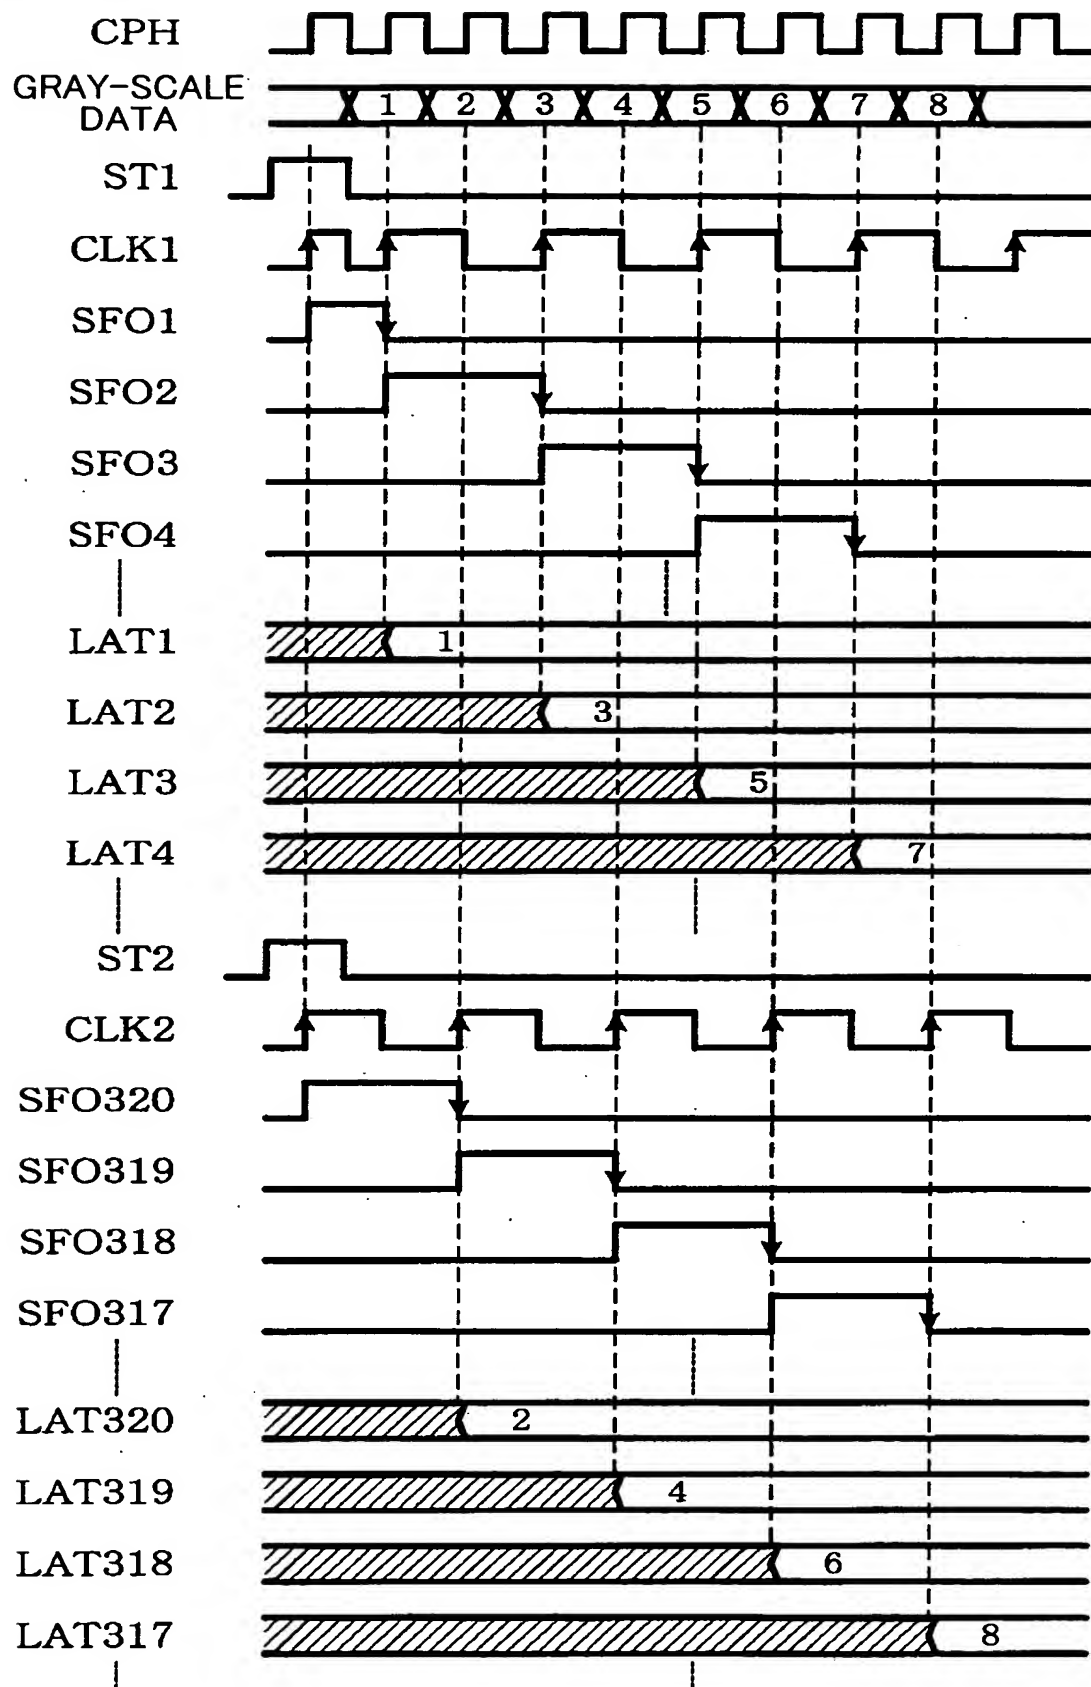 CPH
GRAY-SCALE
DATA
1 2 3 4 5 6 7 8
ST1
CLK1
SFO1
SFO2
SFO3
SFO4
LAT1 1
LAT2 3
LAT3 5
LAT4 7
ST2
CLK2
SFO320
SFO319
SFO318
SFO317
LAT320 2
LAT319 4
LAT318 6
LAT317 8